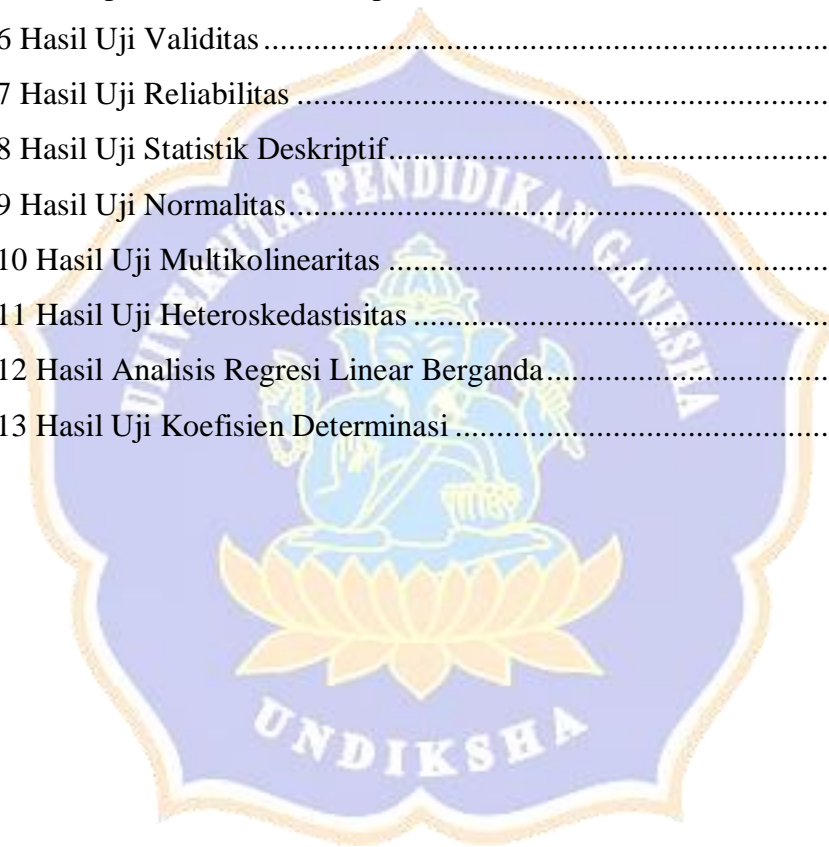 6 Hasil Uji Validitas ........................................................................
7 Hasil Uji Reliabilitas ....................................................................
8 Hasil Uji Statistik Deskriptif.........................................................
9 Hasil Uji Normalitas.....................................................................
10 Hasil Uji Multikolinearitas .........................................................
11 Hasil Uji Heteroskedastisitas .....................................................
12 Hasil Analisis Regresi Linear Berganda....................................
13 Hasil Uji Koefisien Determinasi ................................................
UNIVERSITAS PENDIDIKAN GANESHA
UNDIKSHA